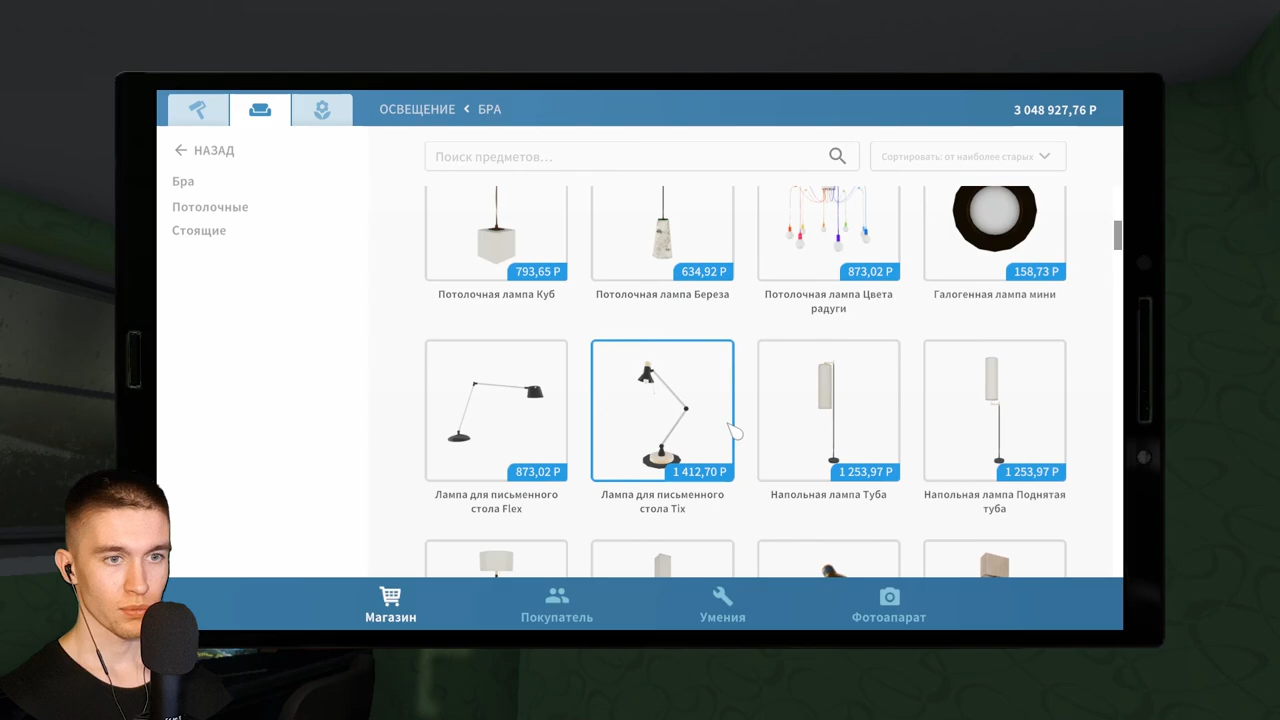 ОСВЕЩЕНИЕ < БРА
3 048 927,76 Р
НАЗАД
Бра
Потолочные
Стоящие
Поиск предметов...
Сортировать: от наиболее старых
793,65 Р
634,92 Р
873,02 Р
158,73 Р
Потолочная лампа Куб
Потолочная лампа Береза
Потолочная лампа Цвета
радуги
Галогенная лампа мини
873,02 Р
1 412,70 Р
1 253,97 Р
1 253,97 Р
Лампа для письменного
стола Flex
Лампа для письменного
стола Tix
Напольная лампа Туба
Напольная лампа Поднятая
туба
Магазин
Покупатель
Умения
Фотоапарат